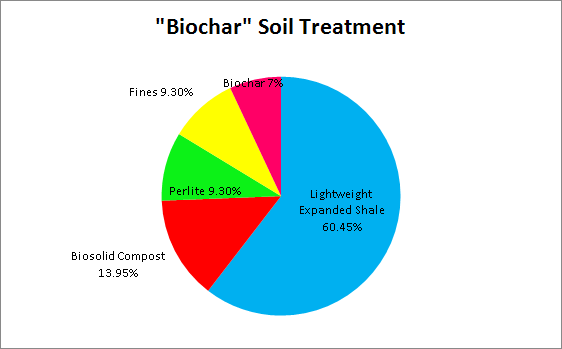 "Biochar" Soil Treatment
Biochar 7%
Fines 9.30%
Perlite 9.30%
Lightweight
Expanded Shale
60.45%
Biosolid Compost
13.95%